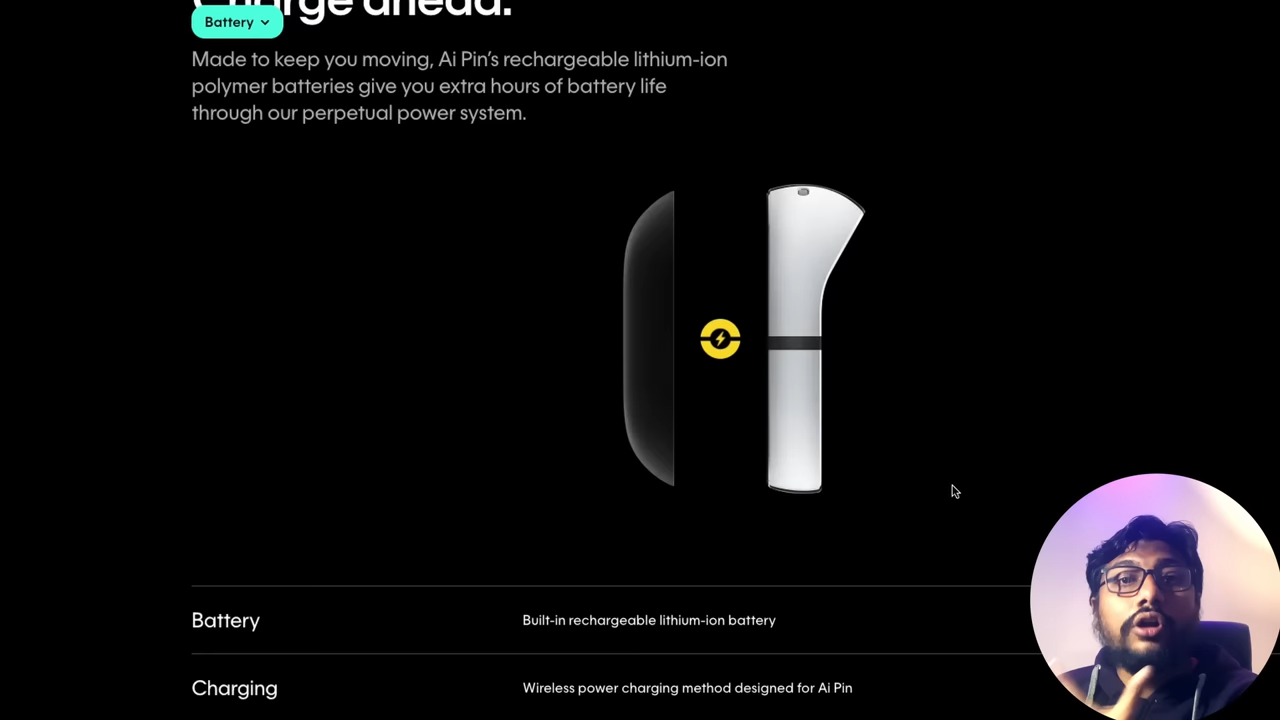 Charge ahead.
Battery
Made to keep you moving, Ai Pin's rechargeable lithium-ion
polymer batteries give you extra hours of battery life
through our perpetual power system.
Battery
Built-in rechargeable lithium-ion battery
Charging
Wireless power charging method designed for Ai Pin